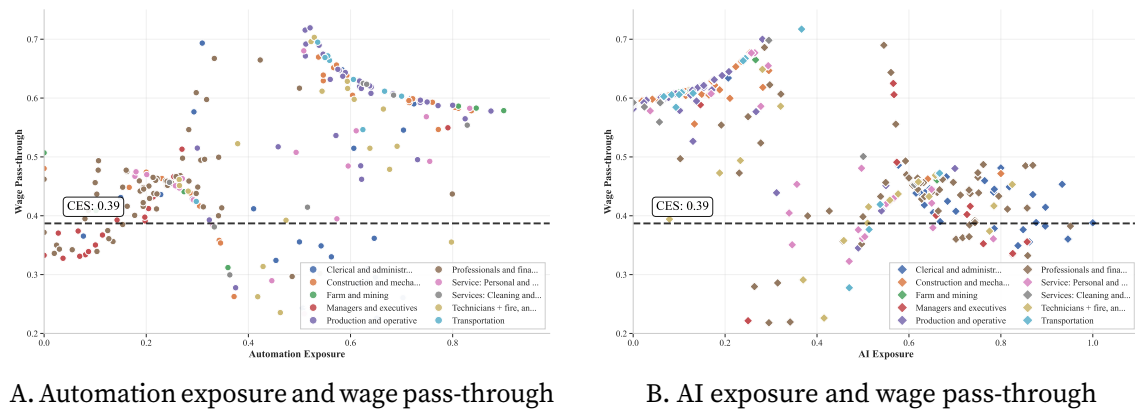 0.7
0.6
0.5
0.4
0.3
0.2
Wage Pass-through
CES: 0.39
Clerical and administr...
Construction and mecha...
Farm and mining
Managers and executives
Production and operative
Professionals and fina...
Service: Personal and ...
Services: Cleaning and...
Technicians + fire, an...
Transportation
0.0 0.2 0.4 0.6 0.8
Automation Exposure
A. Automation exposure and wage pass-through
0.7
0.6
0.5
0.4
0.3
0.2
Wage Pass-through
CES: 0.39
Clerical and administr...
Construction and mecha...
Farm and mining
Managers and executives
Production and operative
Professionals and fina...
Service: Personal and ...
Services: Cleaning and...
Technicians + fire, an...
Transportation
0.0 0.2 0.4 0.6 0.8 1.0
AI Exposure
B. AI exposure and wage pass-through